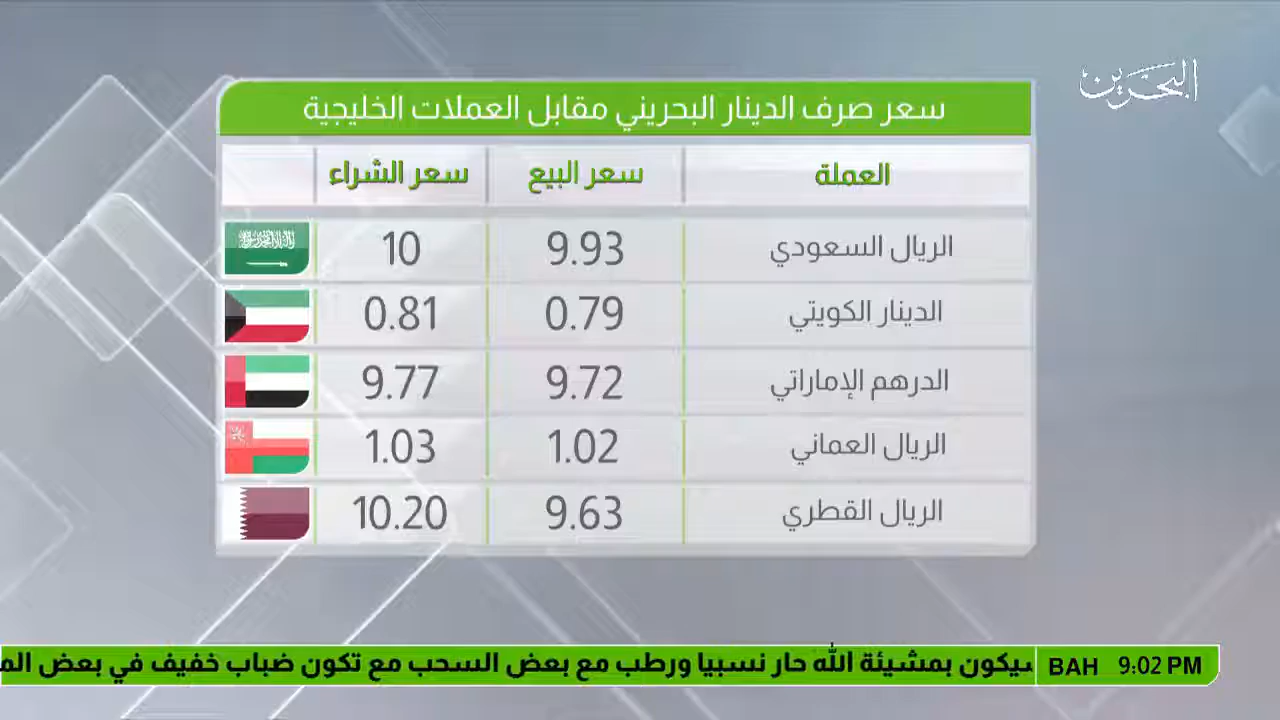 البحرين
سعر صرف الدينار البحريني مقابل العملات الخليجية
العملة سعر البيع سعر الشراء
الريال السعودي 9.93 10
الدينار الكويتي 0.79 0.81
الدرهم الإماراتي 9.72 9.77
الريال العماني 1.02 1.03
الريال القطري 9.63 10.20
BAH 9:02 PM
سيكون بمشيئة الله حار نسبيا ورطب مع بعض السحب مع تكون ضباب خفيف في بعض